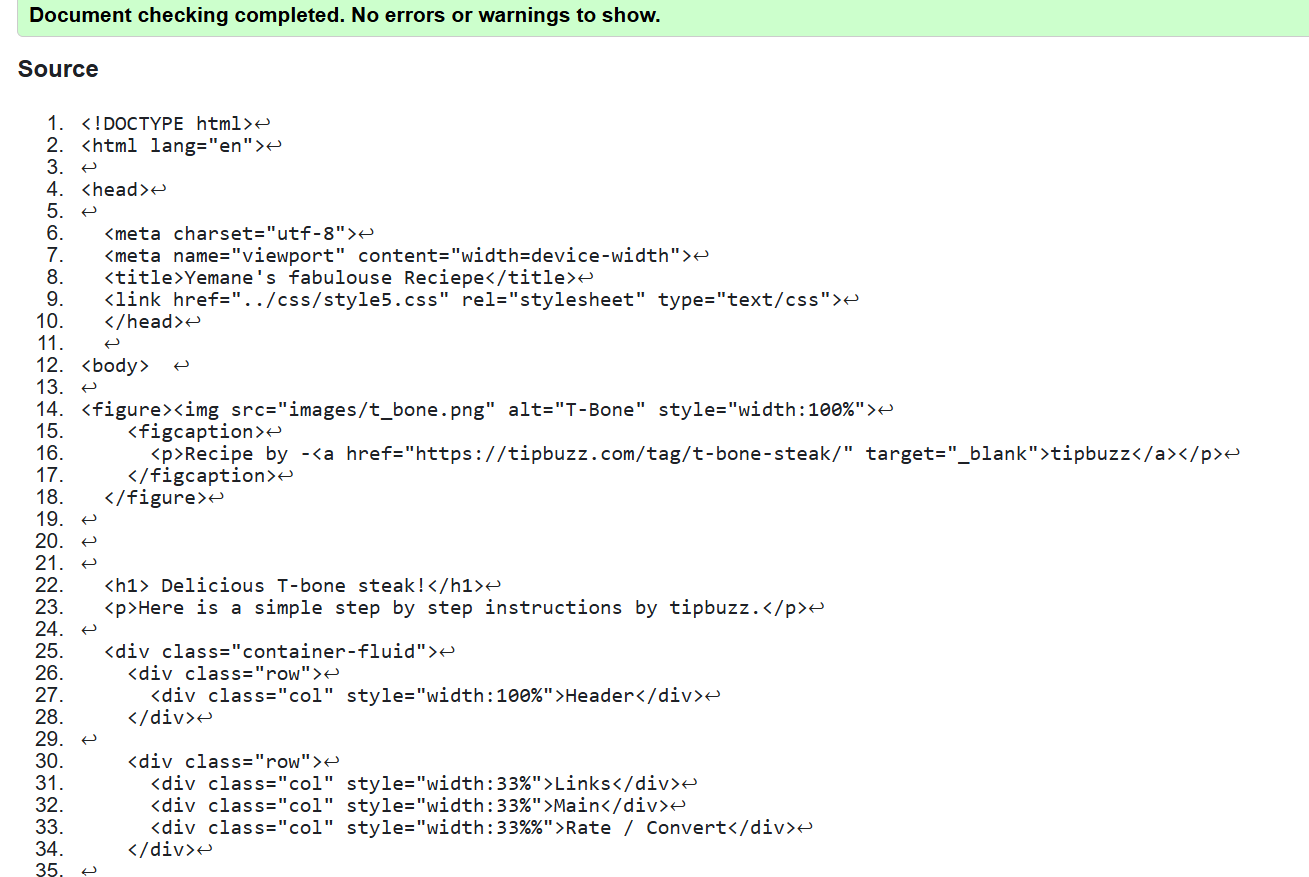 Document checking completed. No errors or warnings to show.
Source
1. <!DOCTYPE html>↩
2. <html lang="en">↩
3. ↩
4. <head>↩
5. ↩
6.   <meta charset="utf-8">↩
7.   <meta name="viewport" content="width=device-width">↩
8.   <title>Yemane's fabulouse Reciepe</title>↩
9.   <link href="../css/style5.css" rel="stylesheet" type="text/css">↩
10.   </head>↩
11.   ↩
12. <body>  ↩
13. ↩
14. <figure><img src="images/t_bone.png" alt="T-Bone" style="width:100%">↩
15.     <figcaption>↩
16.       <p>Recipe by -<a href="https://tipbuzz.com/tag/t-bone-steak/" target="_blank">tipbuzz</a></p>↩
17.     </figcaption>↩
18.   </figure>↩
19. ↩
20. ↩
21. ↩
22.   <h1> Delicious T-bone steak!</h1>↩
23.   <p>Here is a simple step by step instructions by tipbuzz.</p>↩
24. ↩
25.   <div class="container-fluid">↩
26.     <div class="row">↩
27.       <div class="col" style="width:100%">Header</div>↩
28.     </div>↩
29. ↩
30.     <div class="row">↩
31.       <div class="col" style="width:33%">Links</div>↩
32.       <div class="col" style="width:33%">Main</div>↩
33.       <div class="col" style="width:33%%">Rate / Convert</div>↩
34.     </div>↩
35. ↩